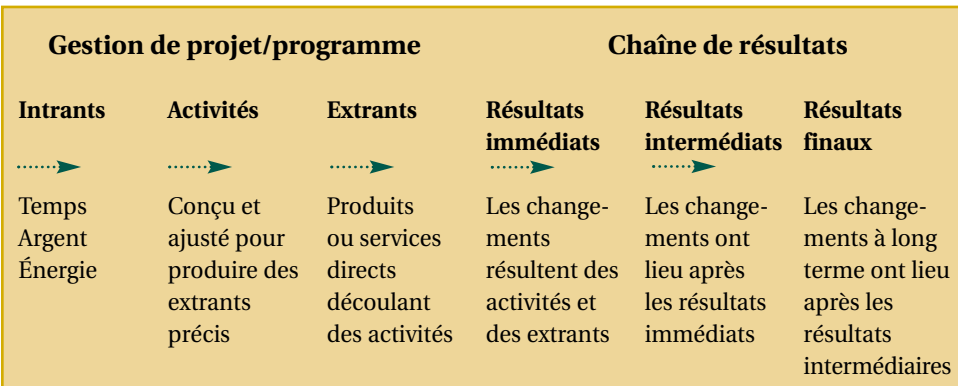 Gestion de projet/programme
Chaîne de résultats
Intrants
Activités
Extrants
Résultats
immédiats
Résultats
intermédiats
Résultats
finaux
Temps
Argent
Énergie
Conçu et
ajusté pour
produire des
extrants
précis
Produits
ou services
directs
découlant
des activités
Les change-
ments
résultent des
activités et
des extrants
Les change-
ments ont
lieu après
les résultats
immédiats
Les change-
ments à long
terme ont lieu
après les
résultats
intermédiaires